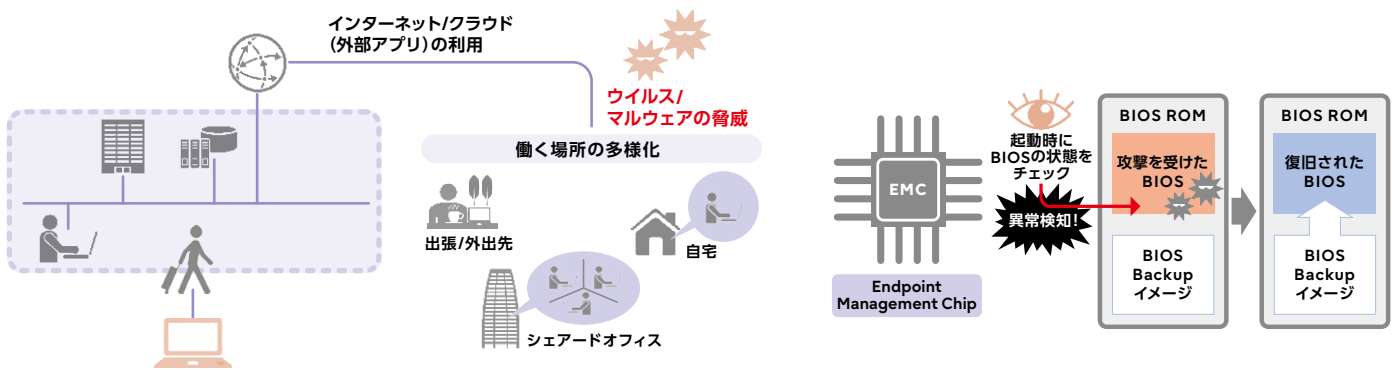 インターネット/クラウド
（外部アプリ）の利用
ウイルス/
マルウェアの脅威
働く場所の多様化
出張/外出先
自宅
シェアードオフィス
EMC
Endpoint
Management Chip
起動時に
BIOSの状態を
チェック
異常検知！
BIOS ROM
攻撃を受けた
BIOS
BIOS
Backup
イメージ
BIOS ROM
復旧された
BIOS
BIOS
Backup
イメージ